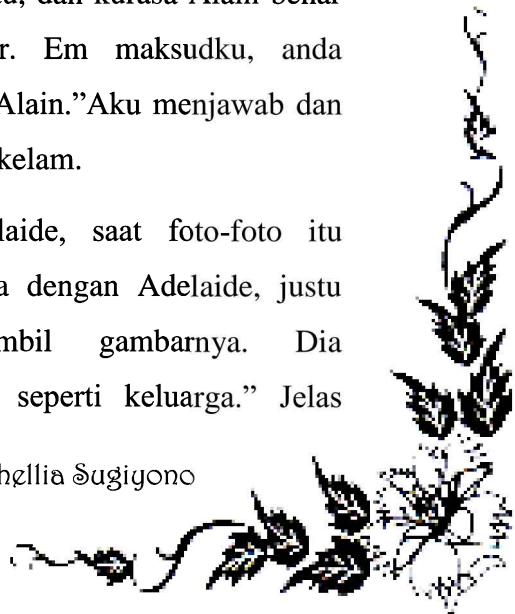 dan kurasa Alain benar
r. Em maksudku, anda
Alain.”Aku menjawab dan
kelam.
laide, saat foto-foto itu
a dengan Adelaide, justu
mbil gambarnya. Dia
seperti keluarga.” Jelas
hellia Sugiyono